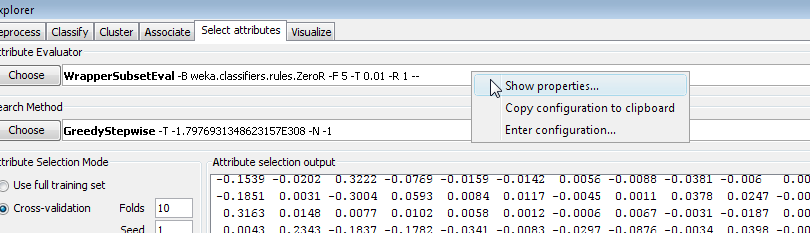 xplorer
eprocess Classify Cluster Associate Select attributes Visualize
ttribute Evaluator
Choose WrapperSubsetEval -B weka.classifiers.rules.ZeroR -F 5 -T 0.01 -R 1 --
Show properties...
Copy configuration to clipboard
Enter configuration...
earch Method
Choose GreedyStepwise -T -1.7976931348623157E308 -N -1
ttribute Selection Mode
Use full training set
Cross-validation Folds 10
Seed 1
Attribute selection output
-0.1539 -0.0202 0.3222 -0.0769 -0.0159 -0.0142 0.0056 -0.0088 -0.0381 -0.006 0.00
-0.1851 0.0031 -0.3004 0.0593 0.0084 0.0117 -0.0045 0.0011 0.0378 0.0247 -0.00
0.3163 0.0148 0.0077 0.0102 0.0058 0.0012 -0.0006 0.0067 -0.0031 -0.0187 0.00
0.0043 0.2343 -0.1837 -0.1782 -0.0341 0.0083 -0.0297 -0.0876 -0.0034 -0.0398 0.00